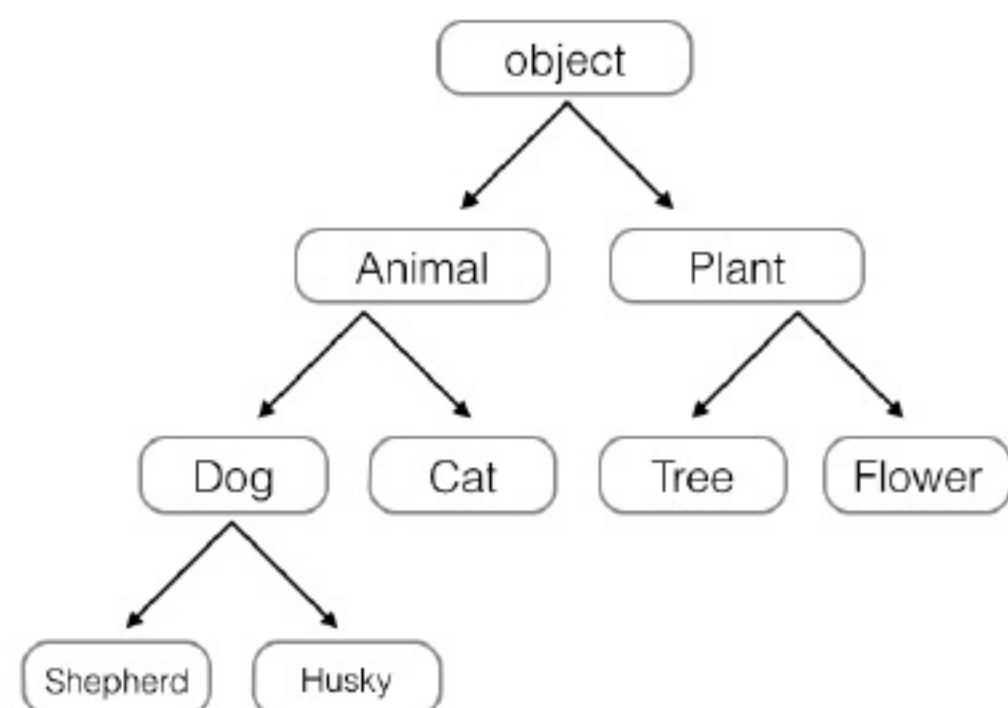 object
Animal
Plant
Dog
Cat
Tree
Flower
Shepherd
Husky